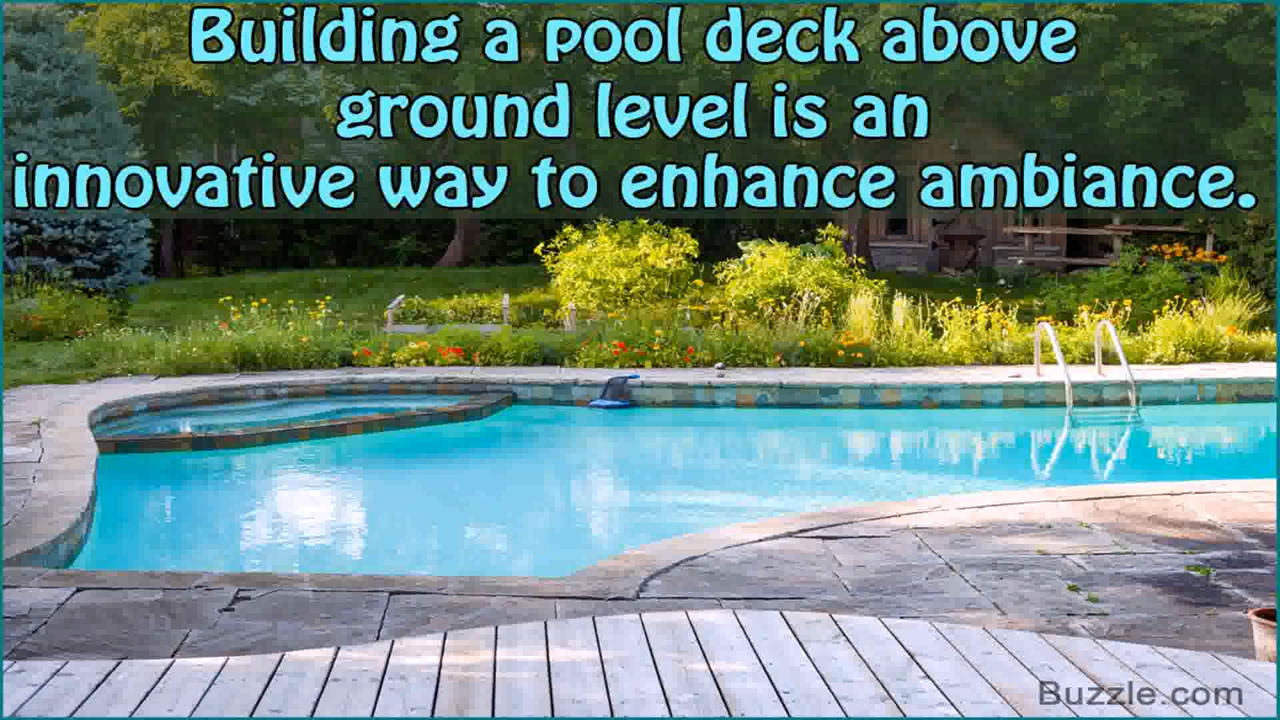 Building a pool deck above
ground level is an
innovative way to enhance ambiance.
Buzzle.com